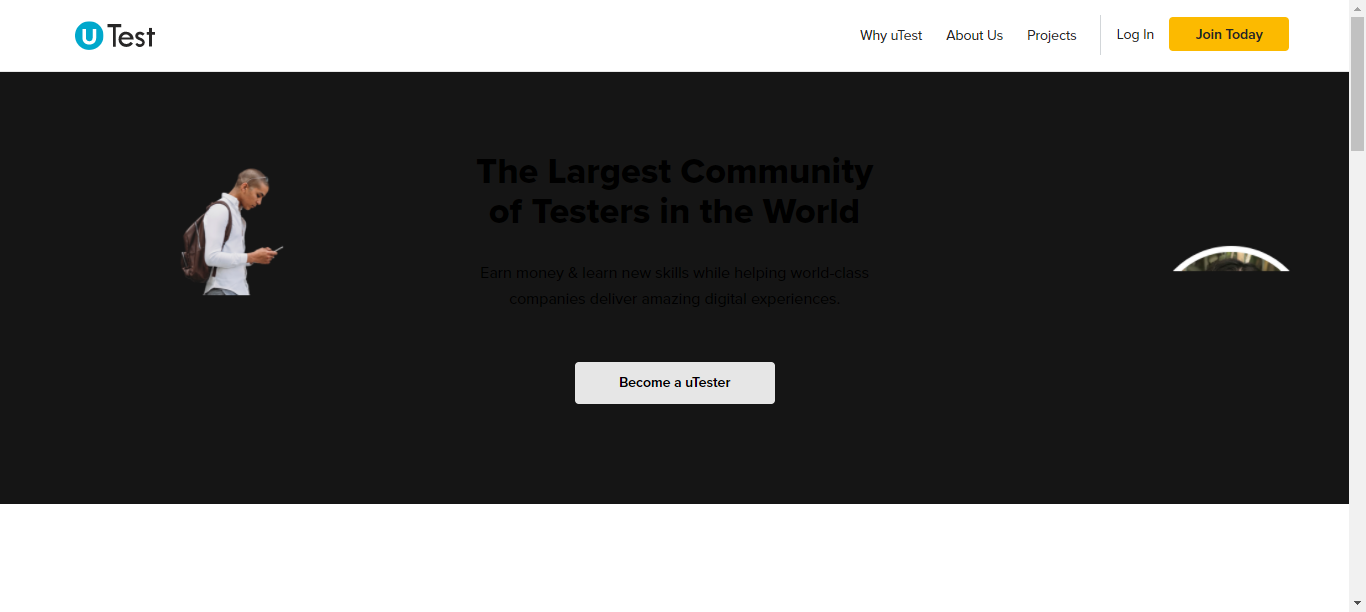 uTest
Why uTest
About Us
Projects
Log In
Join Today
The Largest Community
of Testers in the World
Earn money & learn new skills while helping world-class
companies deliver amazing digital experiences.
Become a uTester